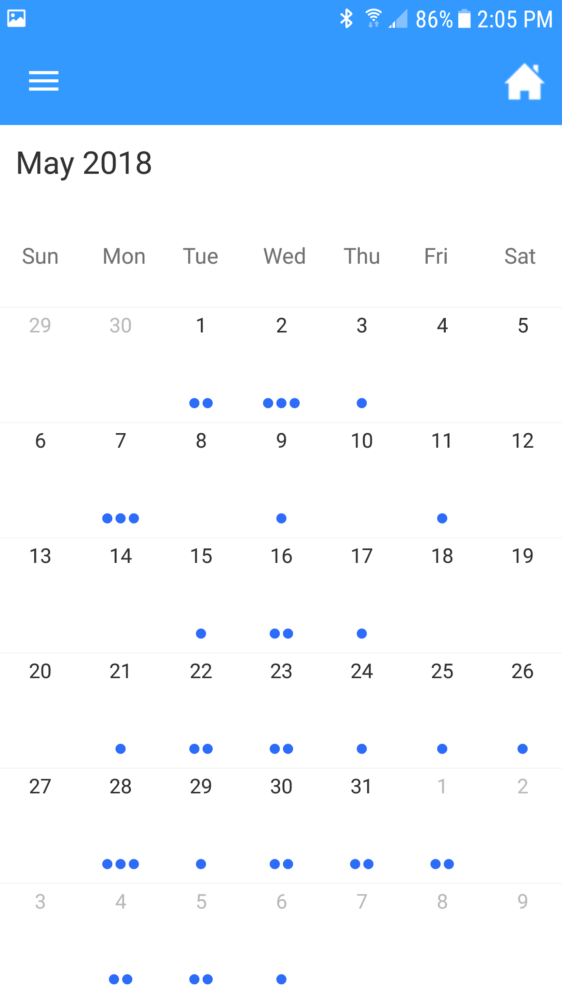 86% 2:05 PM
May 2018
Sun Mon Tue Wed Thu Fri Sat
29 30 1 2 3 4 5
6 7 8 9 10 11 12
13 14 15 16 17 18 19
20 21 22 23 24 25 26
27 28 29 30 31 1 2
3 4 5 6 7 8 9